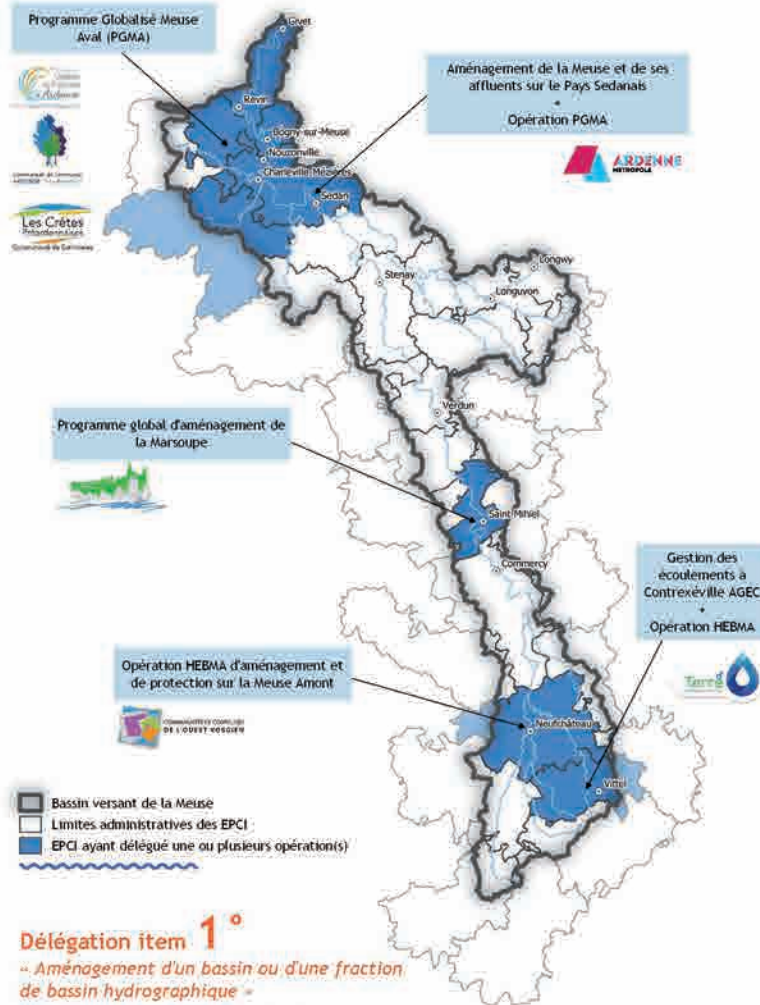 Programme Globalisé Meuse
Aval (PGMA)
Aménagement de la Meuse et de ses
affluents sur le Pays Sedanais
+
Opération PGMA
ARDENNE
MÉTROPOLE
Les Crêtes
Préardennaises
Givet
Revin
Bogny-sur-Meuse
Nouzonville
Charleville-Mézières
Sedan
Stenay
Longwy
Longuyon
Verdun
Programme global d'aménagement de
la Marsoupe
Saint-Mihiel
Commercy
Gestion des
écoulements à
Contrexéville AGEC
+
Opération HEBMA
Opération HEBMA d'aménagement et
de protection sur la Meuse Amont
COMMUNAUTÉ DE COMMUNES
DE L'OUEST VOSGIEN
Terre d'
Neufchâteau
Vittel
Bassin versant de la Meuse
Limites administratives des EPCI
EPCI ayant délégué une ou plusieurs opération(s)
Délégation item 1°
« Aménagement d'un bassin ou d'une fraction
de bassin hydrographique »